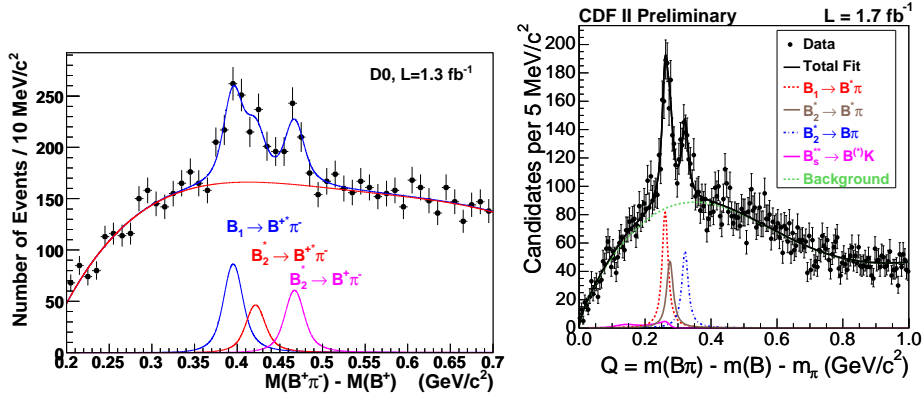 D0, L=1.3 fb⁻¹
Number of Events / 10 MeV/c²
250
200
150
100
50
0
B₁ → B⁺*π⁻
B₂* → B⁺*π⁻
B₂* → B⁺π⁻
0.2 0.25 0.3 0.35 0.4 0.45 0.5 0.55 0.6 0.65 0.7
M(B⁺π⁻) - M(B⁺) (GeV/c²)
CDF II Preliminary L = 1.7 fb⁻¹
Candidates per 5 MeV/c²
200
180
160
140
120
100
80
60
40
20
0
Data
Total Fit
B₁ → B*π
B₂* → B*π
B₂* → Bπ
Bₛ** → B⁽*⁾K
Background
0.0 0.2 0.4 0.6 0.8 1.0
Q = m(Bπ) - m(B) - m_π (GeV/c²)